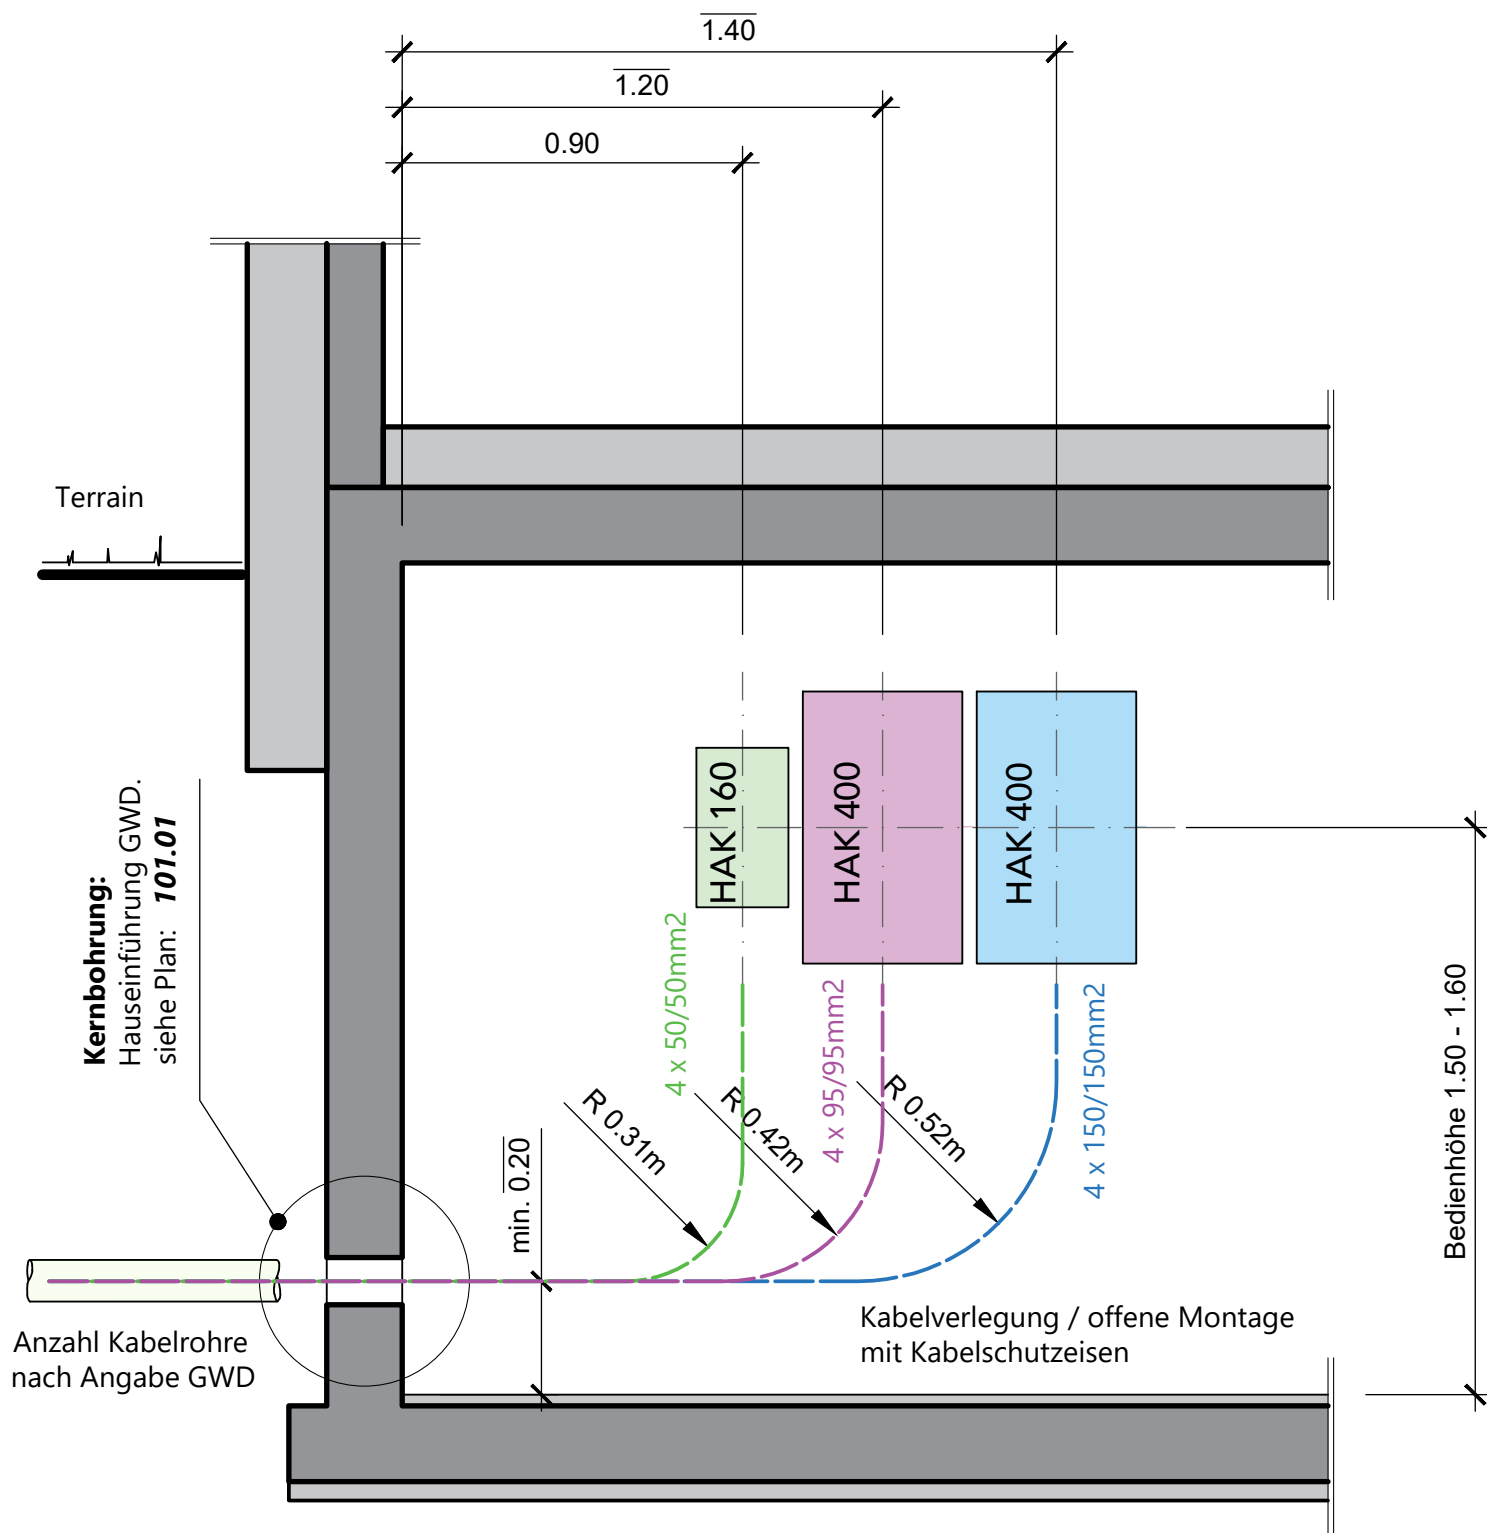 1.40
1.20
0.90
Terrain
Kernbohrung:
Hauseinführung GWD.
siehe Plan: 101.01
HAK 160
HAK 400
HAK 400
4 x 50/50mm2
4 x 95/95mm2
4 x 150/150mm2
R 0.31m
R 0.42m
R 0.52m
min. 0.20
Bedienhöhe 1.50 - 1.60
Kabelverlegung / offene Montage
mit Kabelschutzeisen
Anzahl Kabelrohre
nach Angabe GWD